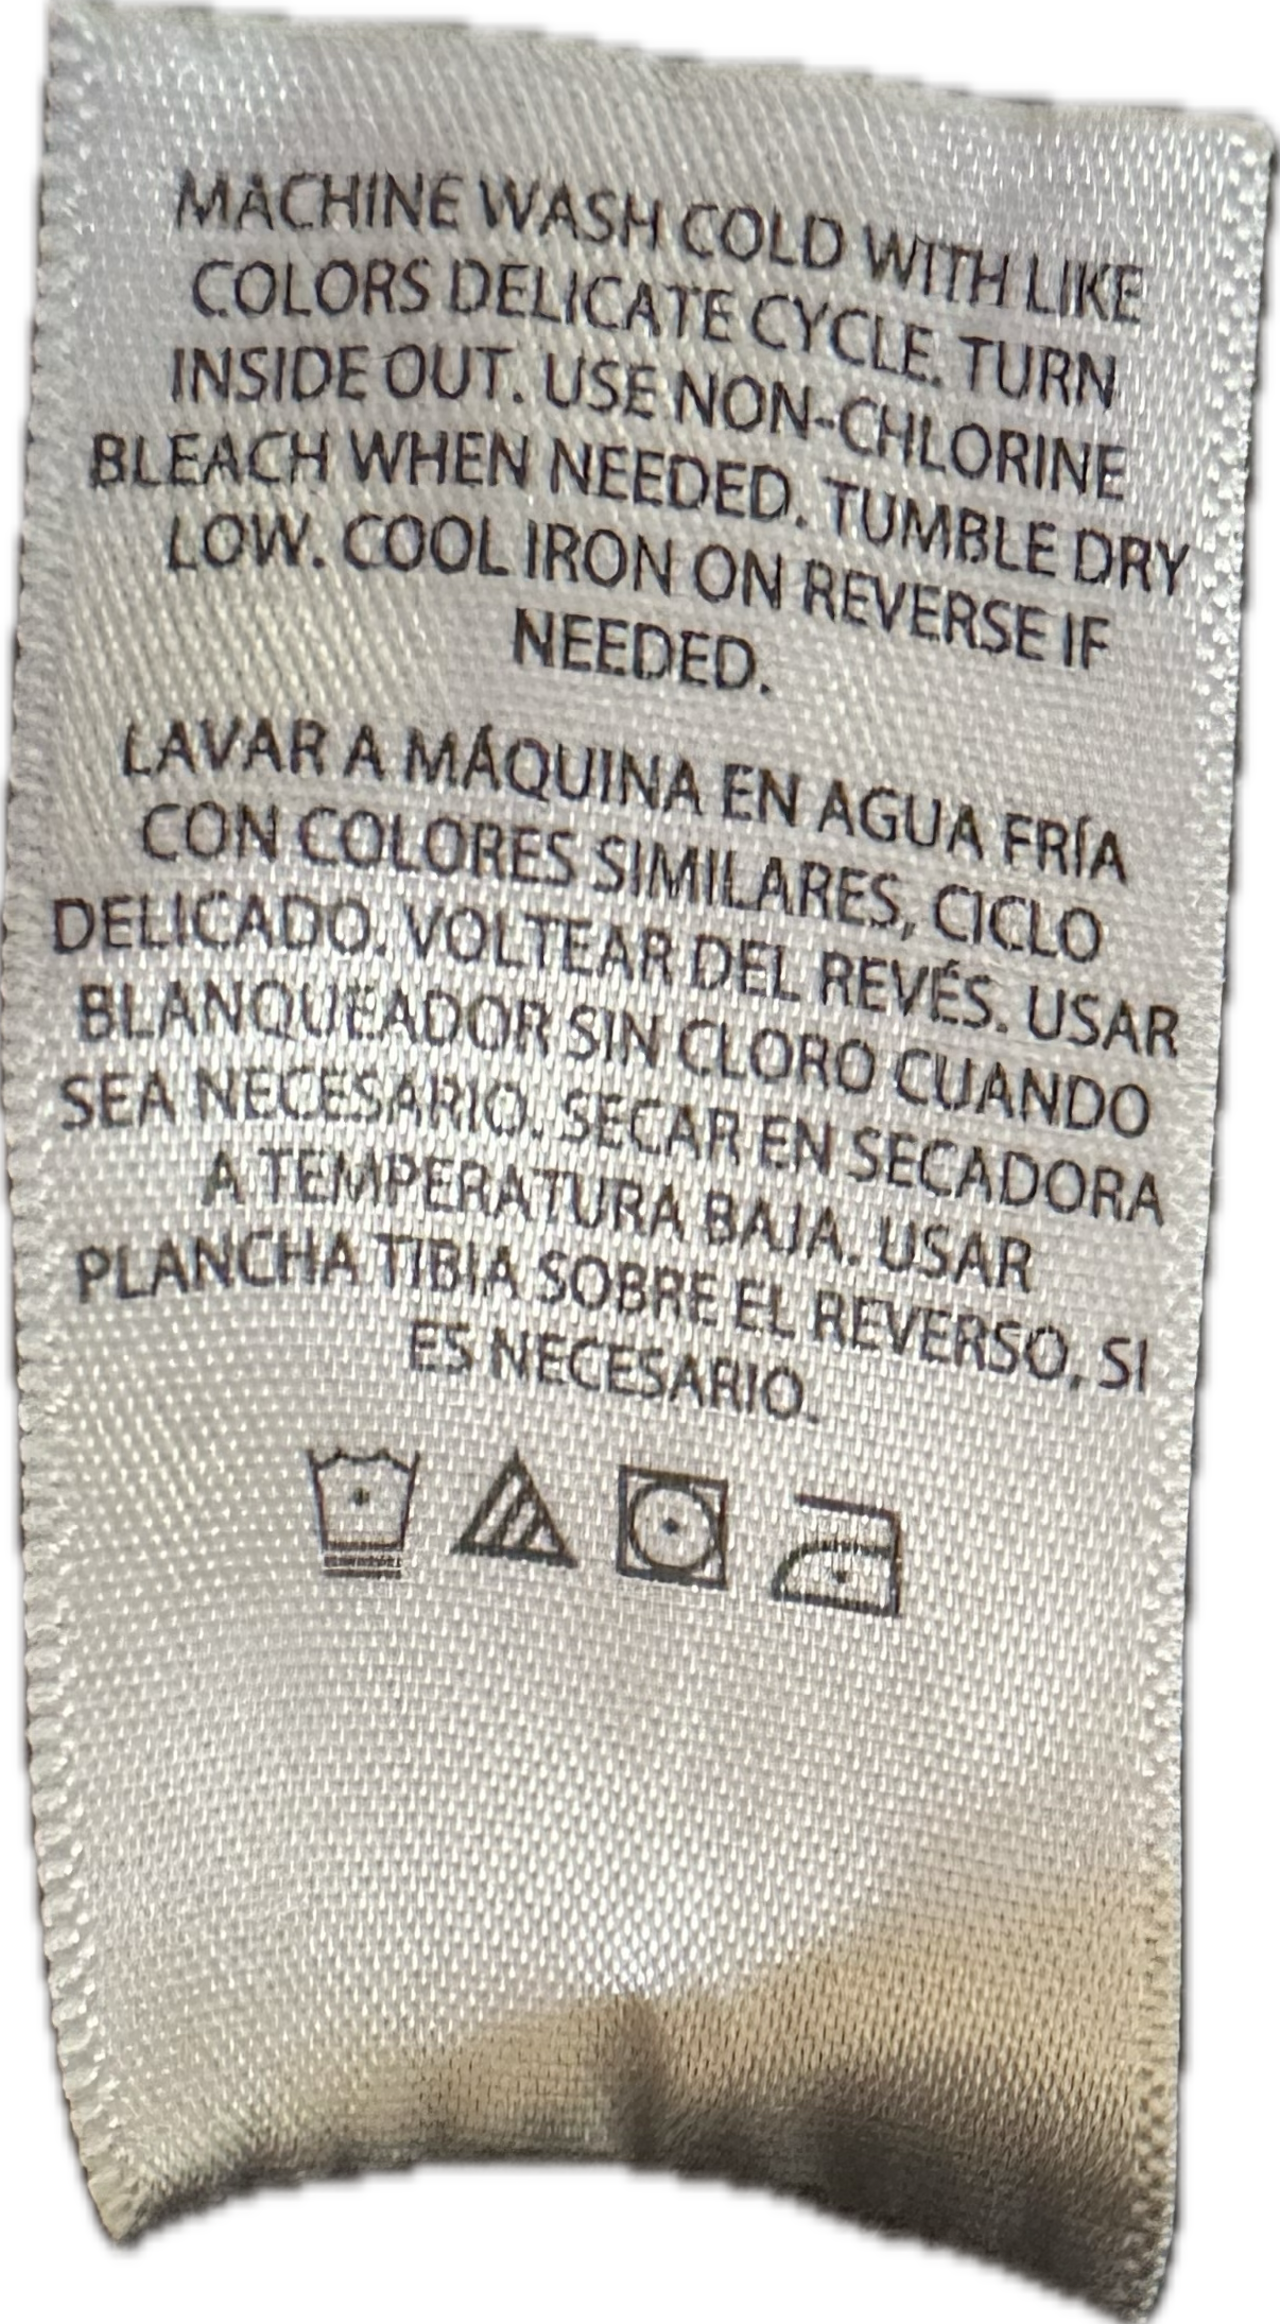 MACHINE WASH COLD WITH LIKE
COLORS DELICATE CYCLE. TURN
INSIDE OUT. USE NON-CHLORINE
BLEACH WHEN NEEDED. TUMBLE DRY
LOW. COOL IRON ON REVERSE IF
NEEDED.
LAVAR A MÁQUINA EN AGUA FRÍA
CON COLORES SIMILARES, CICLO
DELICADO. VOLTEAR DEL REVÉS. USAR
BLANQUEADOR SIN CLORO CUANDO
SEA NECESARIO. SECAR EN SECADORA
A TEMPERATURA BAJA. USAR
PLANCHA TIBIA SOBRE EL REVERSO, SI
ES NECESARIO.